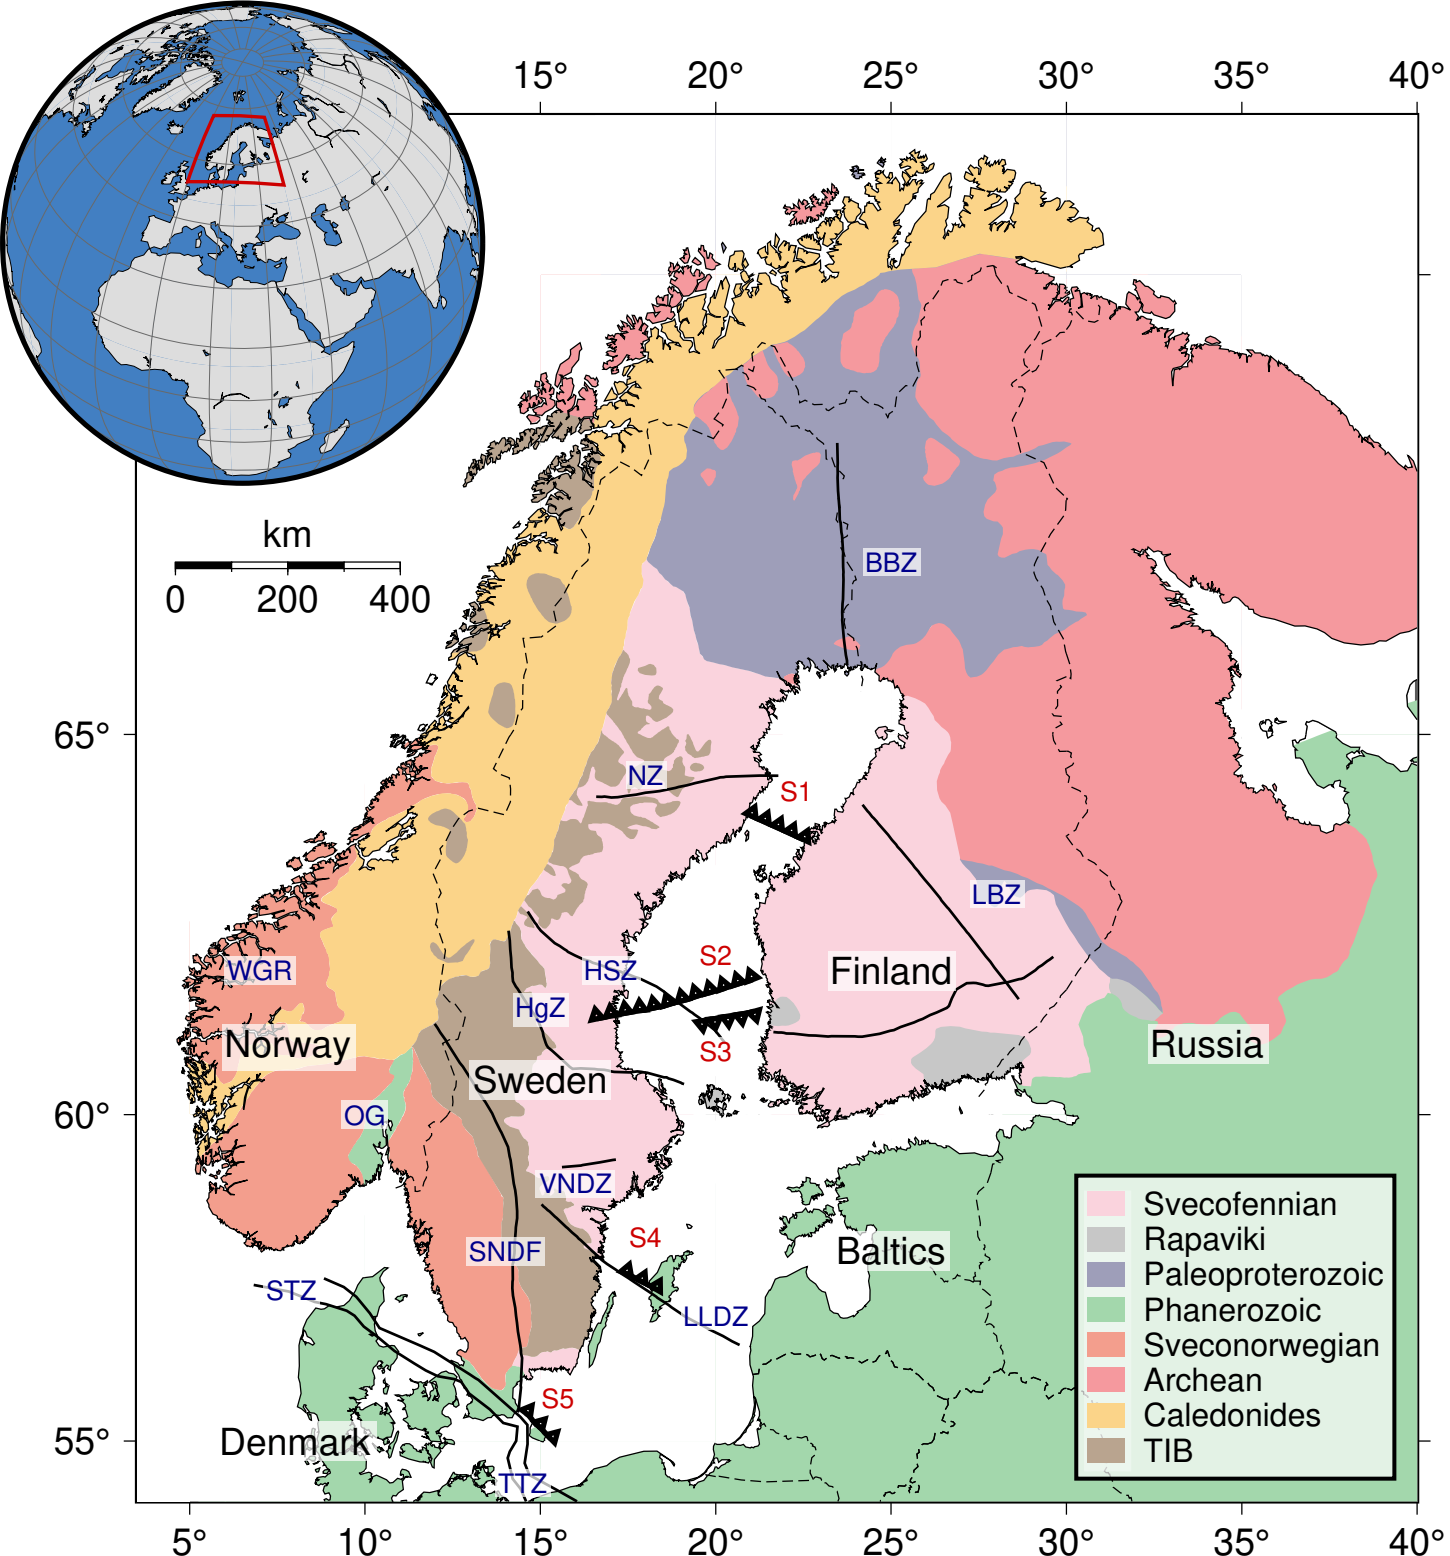 15° 20° 25° 30° 35° 40°
km
0 200 400
BBZ
65°
NZ
S1
LBZ
S2
HSZ
WGR
Finland
HgZ
Norway
S3
Russia
Sweden
60°
OG
VNDZ
Svecofennian
S4
Rapaviki
SNDF
Baltics
Paleoproterozoic
STZ
Phanerozoic
LLDZ
Sveconorwegian
Archean
S5
Caledonides
Denmark
55°
TIB
TTZ
5° 10° 15° 20° 25° 30° 35° 40°